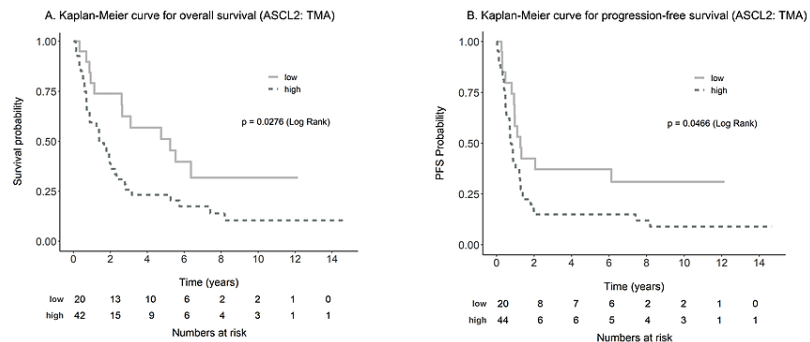 A. Kaplan-Meier curve for overall survival (ASCL2: TMA)
1.00
0.75
0.50
0.25
0.00
Survival probability
low
high
p = 0.0276 (Log Rank)
0 2 4 6 8 10 12 14
Time (years)
low 20 13 10 6 2 2 1 0
high 42 15 9 6 4 3 1 1
Numbers at risk
B. Kaplan-Meier curve for progression-free survival (ASCL2: TMA)
1.00
0.75
0.50
0.25
0.00
PFS Probability
low
high
p = 0.0466 (Log Rank)
0 2 4 6 8 10 12 14
Time (years)
low 20 8 7 6 2 2 1 0
high 44 6 6 5 4 3 1 1
Numbers at risk